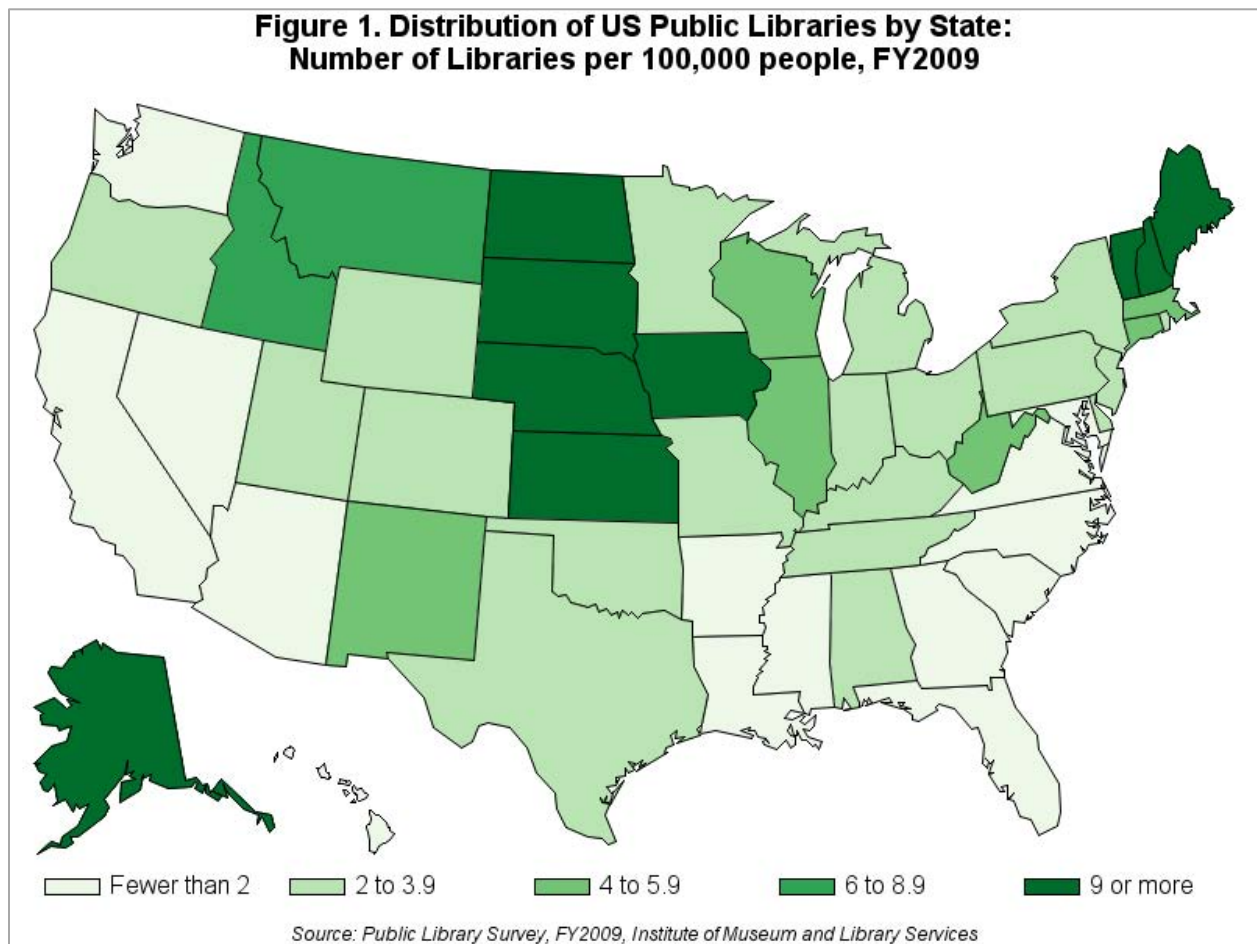 Figure 1. Distribution of US Public Libraries by State:
Number of Libraries per 100,000 people, FY2009
Fewer than 2
2 to 3.9
4 to 5.9
6 to 8.9
9 or more
Source: Public Library Survey, FY2009, Institute of Museum and Library Services